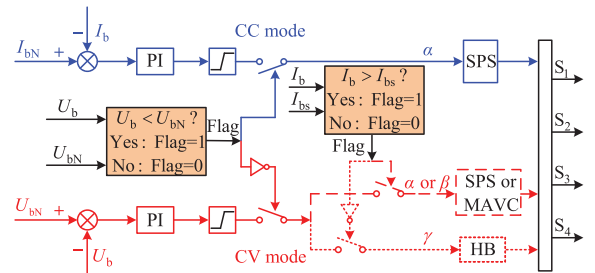 − I_b CC mode
I_bN + PI α SPS
U_b U_b < U_bN ? Flag
Yes: Flag=1
U_bN No: Flag=0
I_b I_b > I_bs ?
I_bs Yes: Flag=1
No: Flag=0
Flag
S_1
S_2
S_3
S_4
α or β SPS or
MAVC
U_bN + PI CV mode
− U_b
γ HB